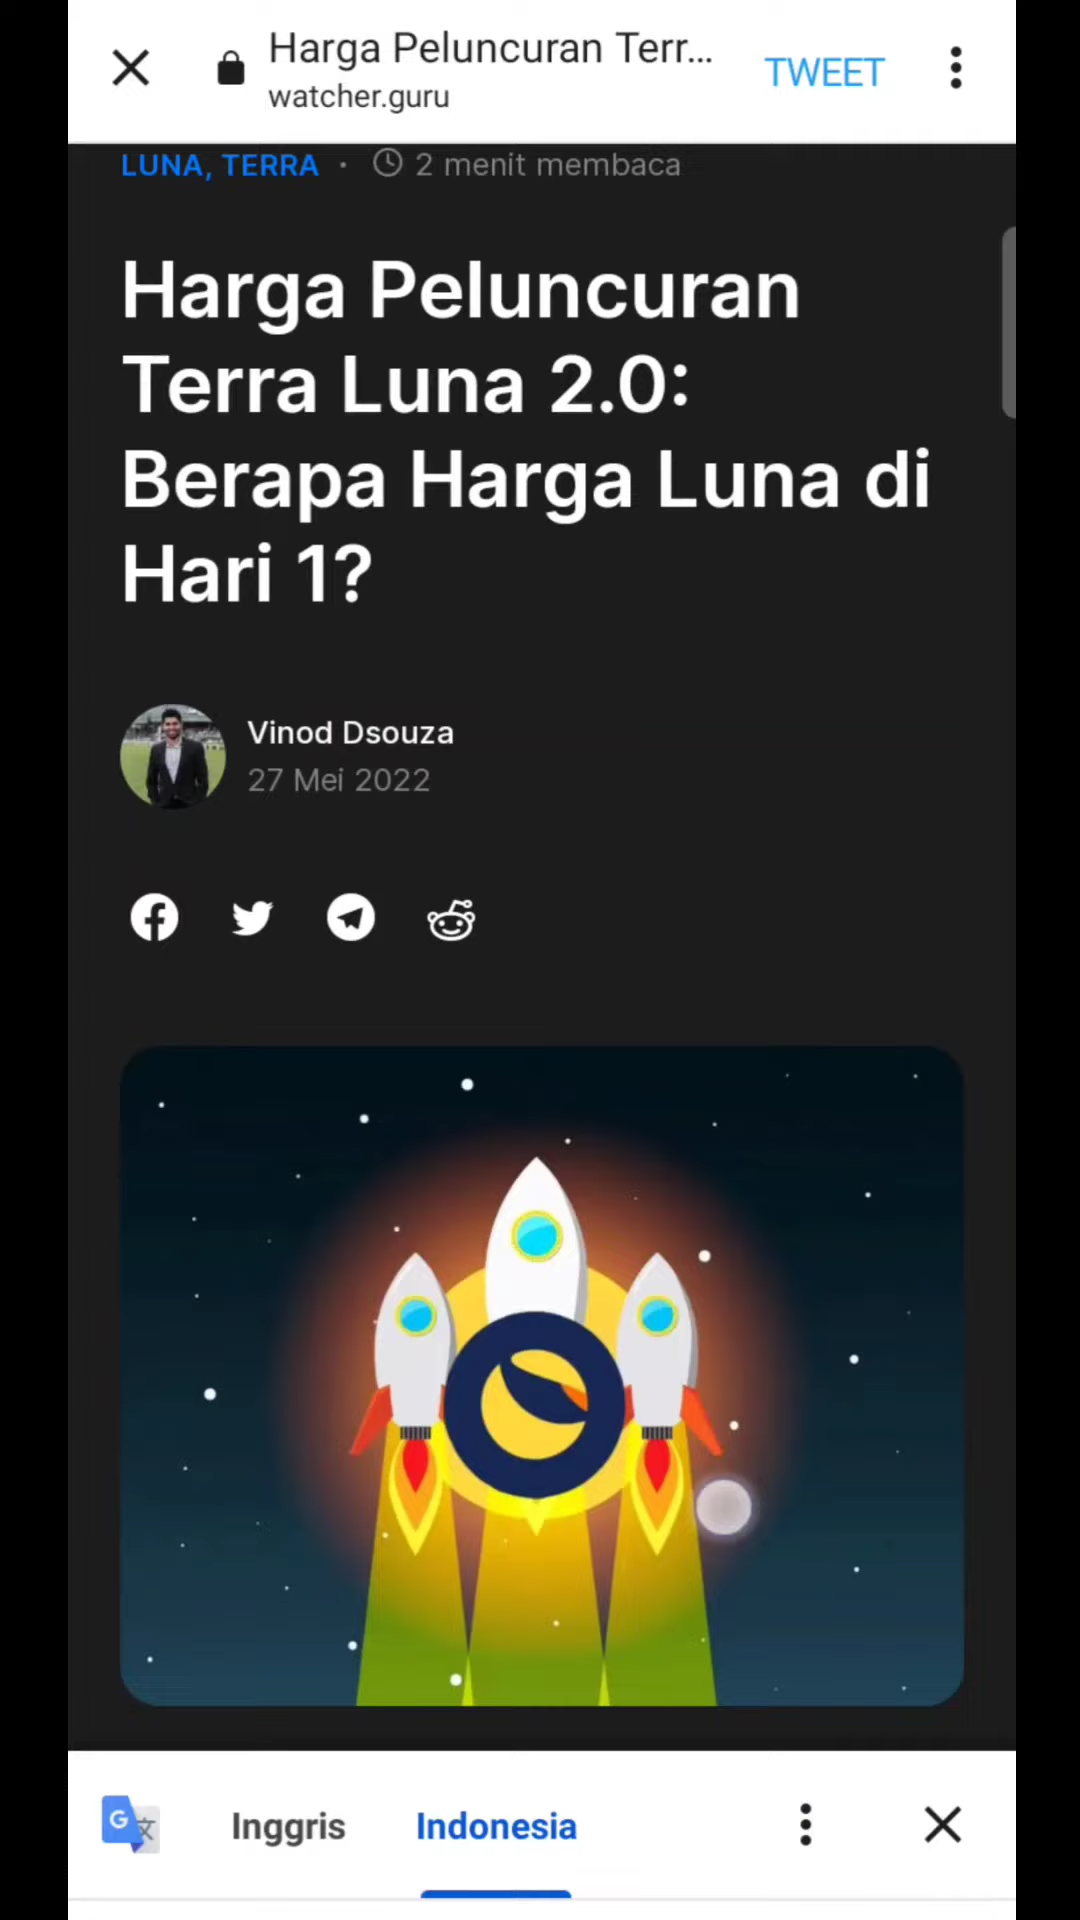 Harga Peluncuran Terr...
watcher.guru
TWEET
LUNA, TERRA · 2 menit membaca
Harga Peluncuran
Terra Luna 2.0:
Berapa Harga Luna di
Hari 1?
Vinod Dsouza
27 Mei 2022
G 文
Inggris
Indonesia